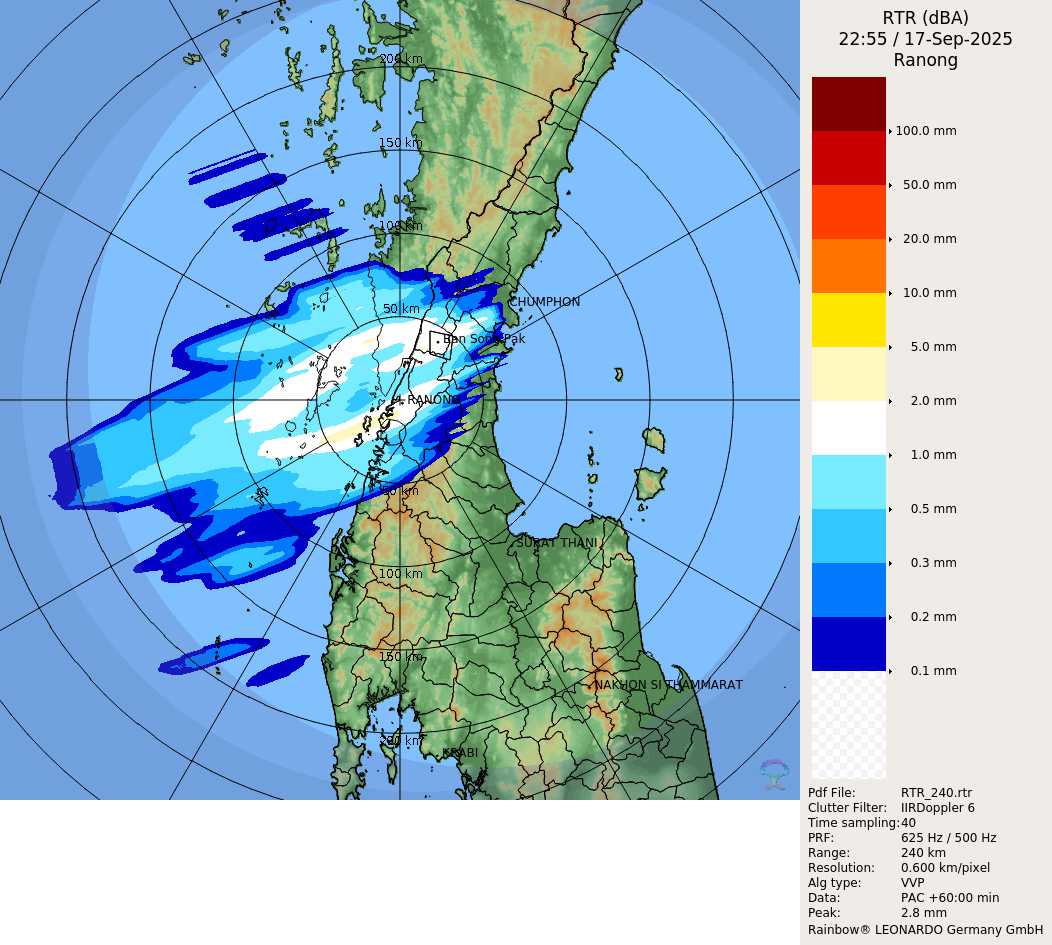 RTR (dBA)
22:55 / 17-Sep-2025
Ranong
100.0 mm
50.0 mm
20.0 mm
10.0 mm
5.0 mm
2.0 mm
1.0 mm
0.5 mm
0.3 mm
0.2 mm
0.1 mm
200 km
150 km
100 km
50 km
CHUMPHON
Ban Song Pak
RANONG
50 km
SURAT THANI
100 km
150 km
NAKHON SI THAMMARAT
200 km
KRABI
Pdf File: RTR_240.rtr
Clutter Filter: IIRDoppler 6
Time sampling:40
PRF: 625 Hz / 500 Hz
Range: 240 km
Resolution: 0.600 km/pixel
Alg type: VVP
Data: PAC +60:00 min
Peak: 2.8 mm
Rainbow® LEONARDO Germany GmbH